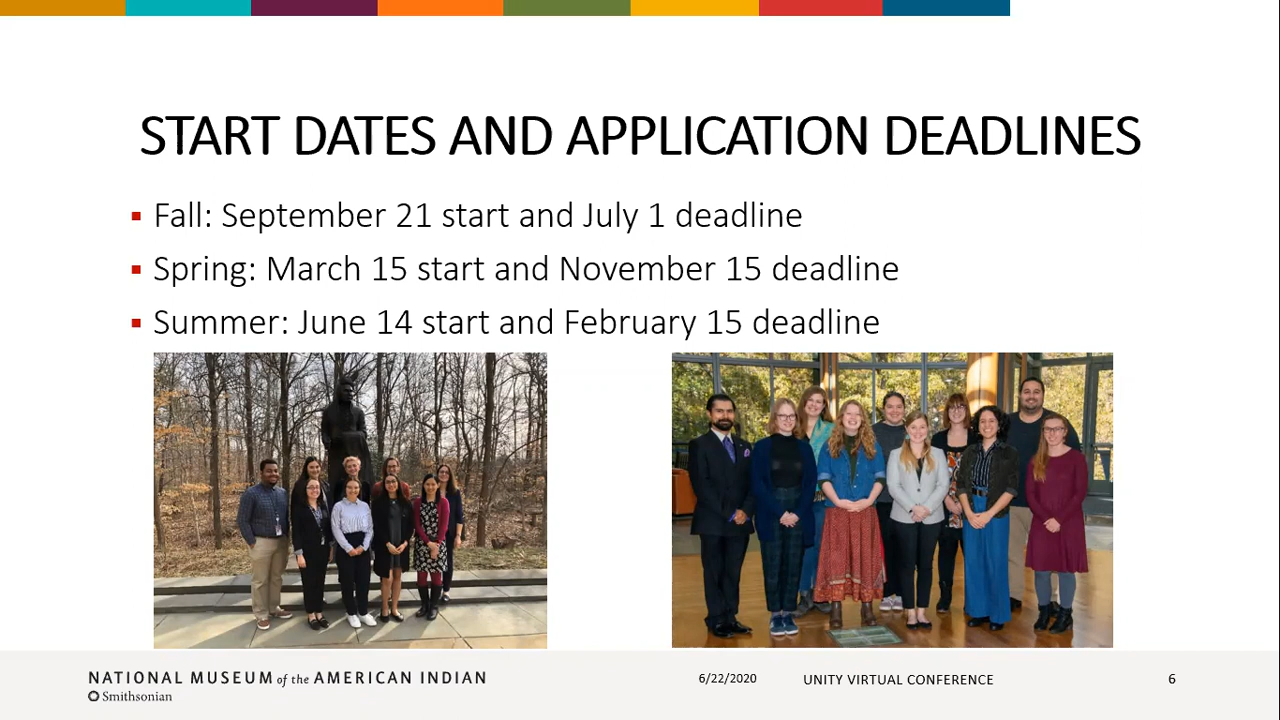 START DATES AND APPLICATION DEADLINES
Fall: September 21 start and July 1 deadline
Spring: March 15 start and November 15 deadline
Summer: June 14 start and February 15 deadline
NATIONAL MUSEUM of the AMERICAN INDIAN
Smithsonian
6/22/2020
UNITY VIRTUAL CONFERENCE
6